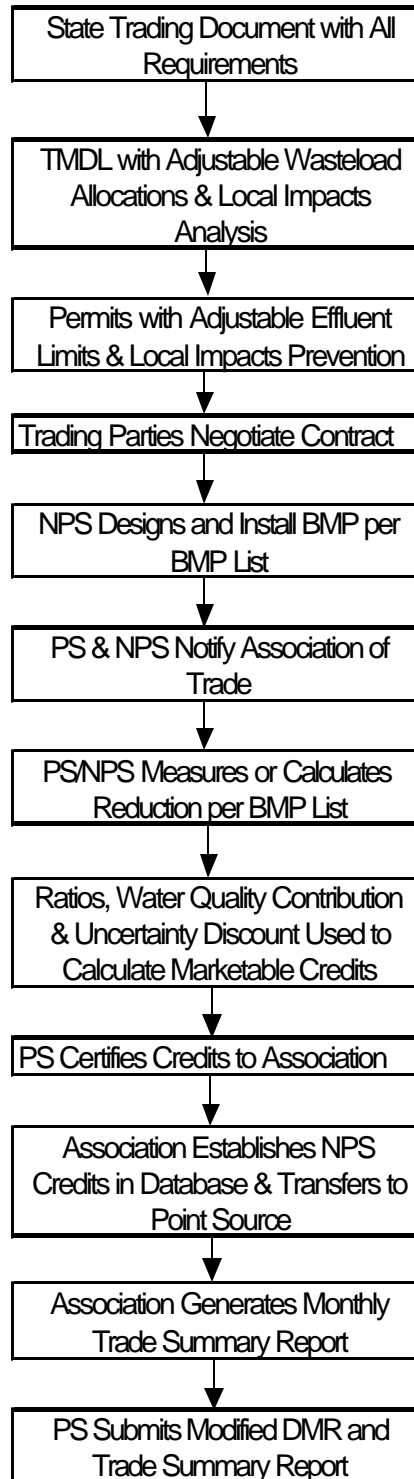 State Trading Document with All
Requirements
TMDL with Adjustable Wasteload
Allocations & Local Impacts
Analysis
Permits with Adjustable Effluent
Limits & Local Impacts Prevention
Trading Parties Negotiate Contract
NPS Designs and Install BMP per
BMP List
PS & NPS Notify Association of
Trade
PS/NPS Measures or Calculates
Reduction per BMP List
Ratios, Water Quality Contribution
& Uncertainty Discount Used to
Calculate Marketable Credits
PS Certifies Credits to Association
Association Establishes NPS
Credits in Database & Transfers to
Point Source
Association Generates Monthly
Trade Summary Report
PS Submits Modified DMR and
Trade Summary Report